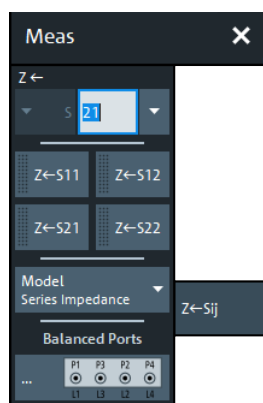 Meas
Z←
S 21
Z←S11 Z←S12
Z←S21 Z←S22
Model
Series Impedance
Z←Sij
Balanced Ports
... P1 P3 P2 P4
L1 L3 L2 L4